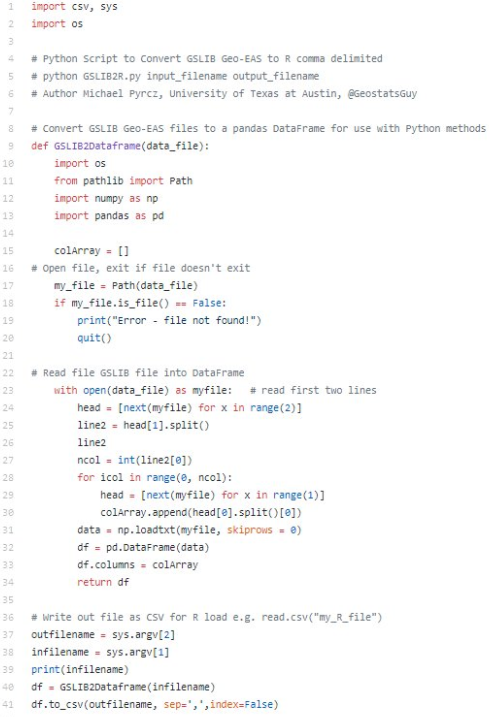 1 import csv, sys
2 import os
3
4 # Python Script to Convert GSLIB Geo-EAS to R comma delimited
5 # python GSLIB2R.py input_filename output_filename
6 # Author Michael Pyrcz, University of Texas at Austin, @GeostatsGuy
7
8 # Convert GSLIB Geo-EAS files to a pandas DataFrame for use with Python methods
9 def GSLIB2Dataframe(data_file):
10     import os
11     from pathlib import Path
12     import numpy as np
13     import pandas as pd
14
15     colArray = []
16 # Open file, exit if file doesn't exit
17     my_file = Path(data_file)
18     if my_file.is_file() == False:
19         print("Error - file not found!")
20         quit()
21
22 # Read file GSLIB file into DataFrame
23     with open(data_file) as myfile:   # read first two lines
24         head = [next(myfile) for x in range(2)]
25         line2 = head[1].split()
26         line2
27         ncol = int(line2[0])
28         for icol in range(0, ncol):
29             head = [next(myfile) for x in range(1)]
30             colArray.append(head[0].split()[0])
31         data = np.loadtxt(myfile, skiprows = 0)
32         df = pd.DataFrame(data)
33         df.columns = colArray
34         return df
35
36 # Write out file as CSV for R load e.g. read.csv("my_R_file")
37 outfilename = sys.argv[2]
38 infilename = sys.argv[1]
39 print(infilename)
40 df = GSLIB2Dataframe(infilename)
41 df.to_csv(outfilename, sep=',',index=False)